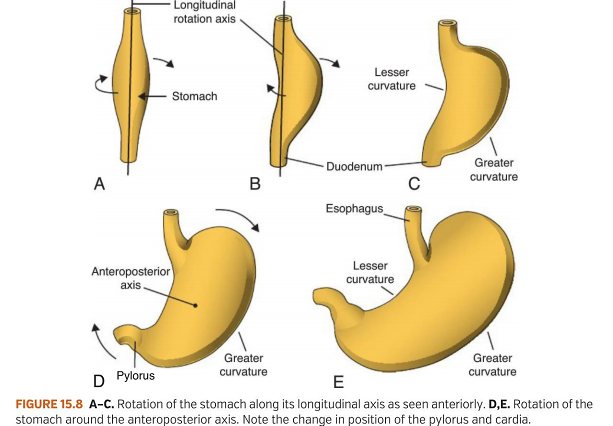 Longitudinal
rotation axis
Stomach
Lesser
curvature
Duodenum
Greater
curvature
A
B
C
Esophagus
Anteroposterior
axis
Lesser
curvature
Greater
curvature
Greater
curvature
Pylorus
D
E
FIGURE 15.8 A–C. Rotation of the stomach along its longitudinal axis as seen anteriorly. D,E. Rotation of the
stomach around the anteroposterior axis. Note the change in position of the pylorus and cardia.